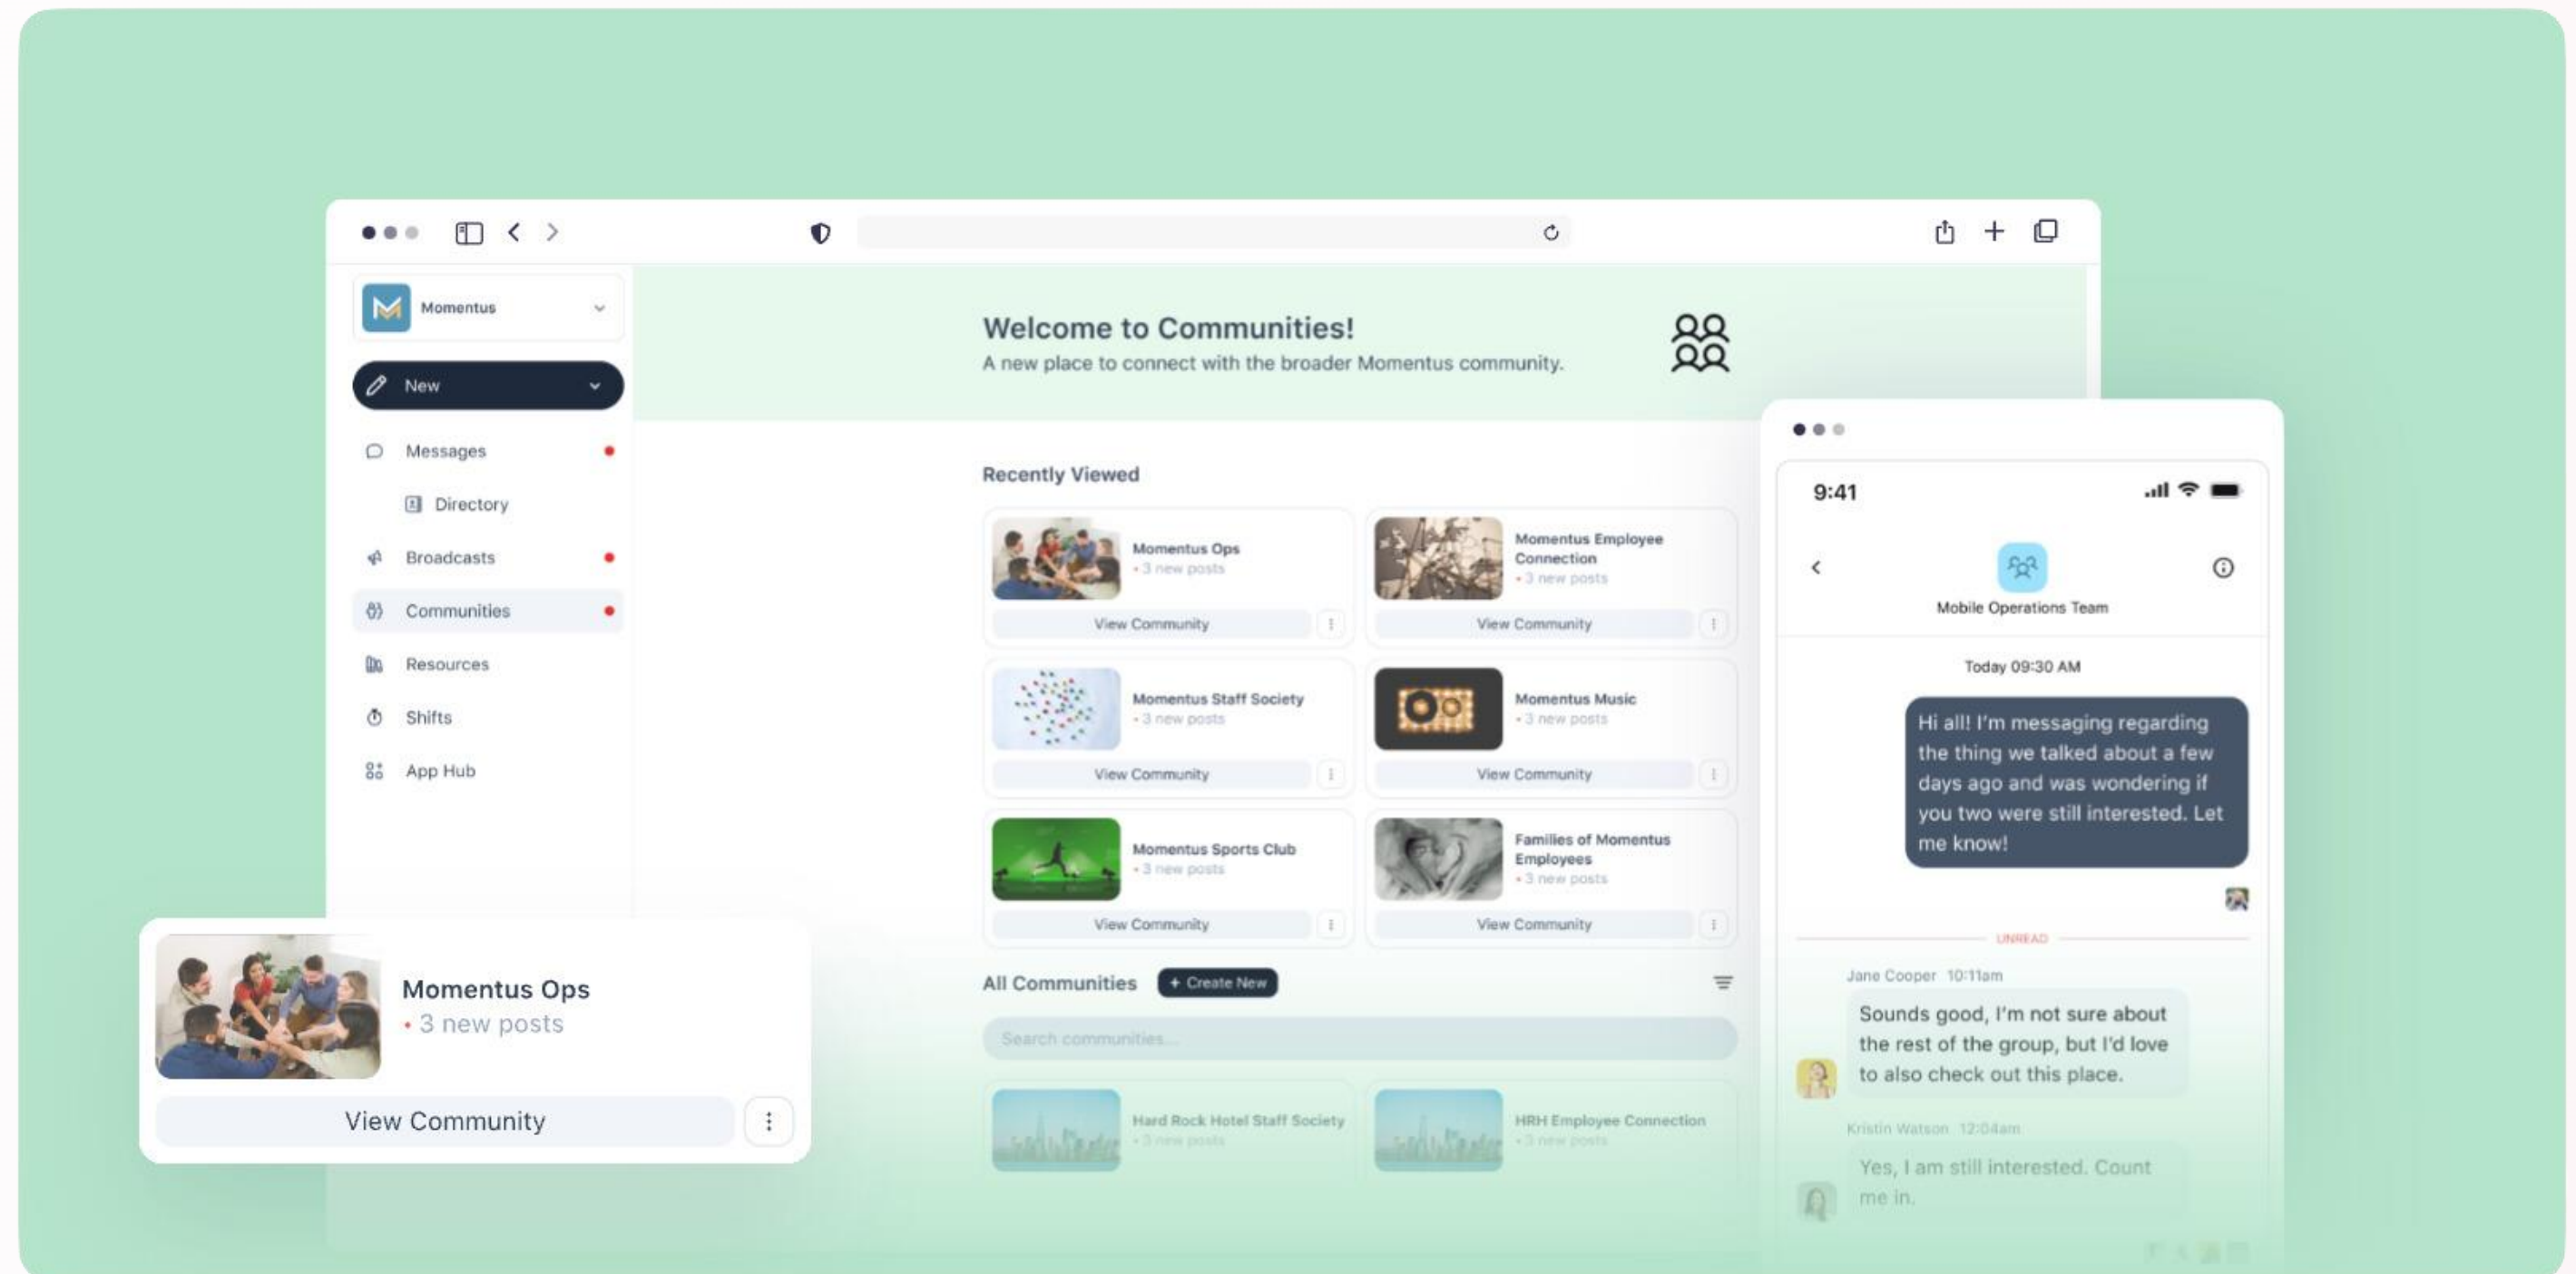 Momentus
New
Messages
Directory
Broadcasts
Communities
Resources
Shifts
App Hub
Welcome to Communities!
A new place to connect with the broader Momentus community.
Recently Viewed
Momentus Ops
• 3 new posts
View Community
Momentus Employee
Connection
• 3 new posts
View Community
Momentus Staff Society
• 3 new posts
View Community
Momentus Music
• 3 new posts
View Community
Momentus Sports Club
• 3 new posts
View Community
Families of Momentus
Employees
• 3 new posts
View Community
All Communities
+ Create New
Search communities...
Hard Rock Hotel Staff Society
• 3 new posts
HRH Employee Connection
• 3 new posts
Momentus Ops
• 3 new posts
View Community
9:41
Mobile Operations Team
Today 09:30 AM
Hi all! I'm messaging regarding
the thing we talked about a few
days ago and was wondering if
you two were still interested. Let
me know!
UNREAD
Jane Cooper 10:11am
Sounds good, I'm not sure about
the rest of the group, but I'd love
to also check out this place.
Kristin Watson 12:04am
Yes, I am still interested. Count
me in.